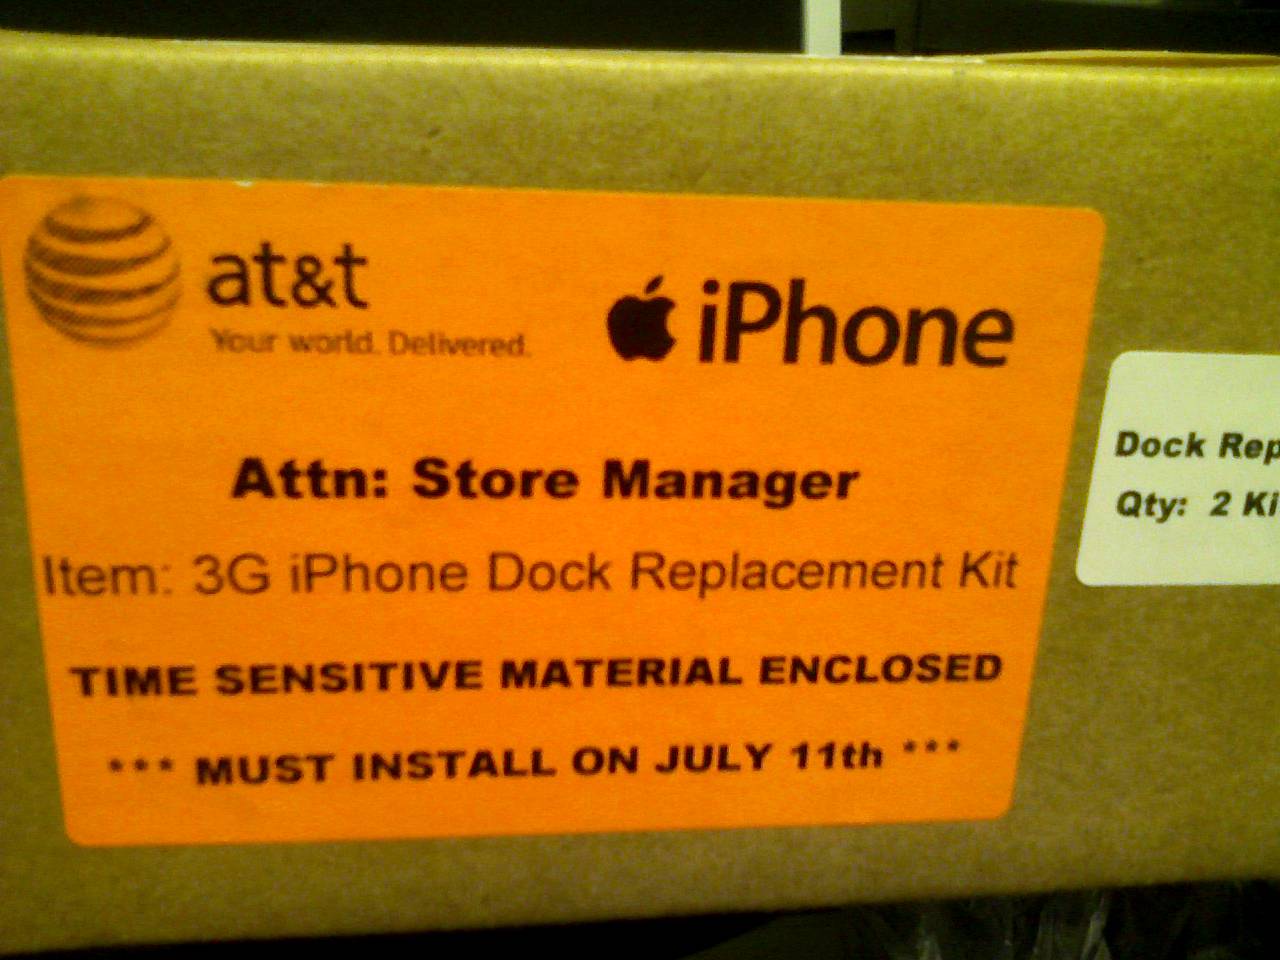 at&t
Your world. Delivered.
iPhone
Attn: Store Manager
Item: 3G iPhone Dock Replacement Kit
TIME SENSITIVE MATERIAL ENCLOSED
*** MUST INSTALL ON JULY 11th ***
Dock Rep
Qty: 2 Ki